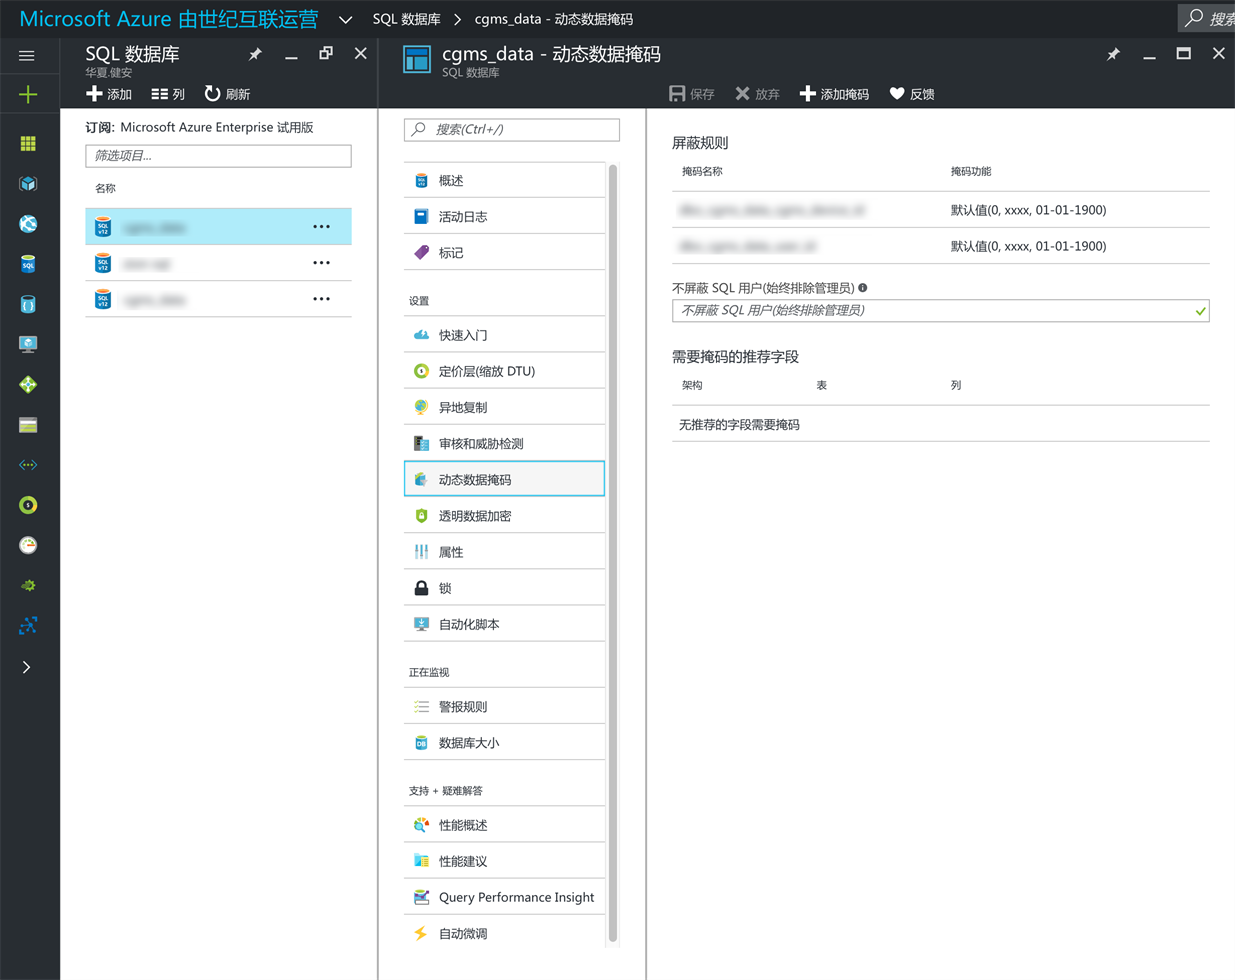 Microsoft Azure 由世纪互联运营
SQL 数据库
cgms_data - 动态数据掩码
搜索
SQL 数据库
华夏.健安
添加
列
刷新
订阅: Microsoft Azure Enterprise 试用版
筛选项目...
名称
cgms_data - 动态数据掩码
SQL 数据库
保存
放弃
添加掩码
反馈
搜索(Ctrl+/)
概述
活动日志
标记
设置
快速入门
定价层(缩放 DTU)
异地复制
审核和威胁检测
动态数据掩码
透明数据加密
属性
锁
自动化脚本
正在监视
警报规则
数据库大小
支持 + 疑难解答
性能概述
性能建议
Query Performance Insight
自动微调
屏蔽规则
掩码名称
掩码功能
默认值(0, xxxx, 01-01-1900)
默认值(0, xxxx, 01-01-1900)
不屏蔽 SQL 用户(始终排除管理员)
不屏蔽 SQL 用户(始终排除管理员)
需要掩码的推荐字段
架构
表
列
无推荐的字段需要掩码